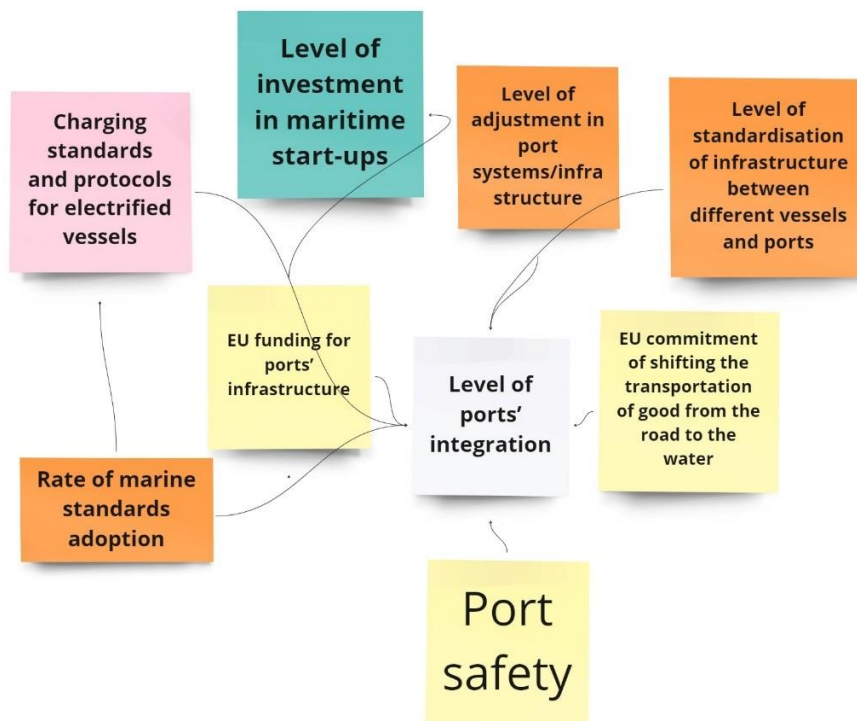 Level of
investment
in maritime
start-ups
Charging
standards
and protocols
for electrified
vessels
Level of
adjustment in
port
systems/infra
structure
Level of
standardisation
of infrastructure
between
different vessels
and ports
EU funding for
ports’
infrastructure
Level of
ports’
integration
EU commitment
of shifting the
transportation
of good from the
road to the
water
Rate of marine
standards
adoption
Port
safety